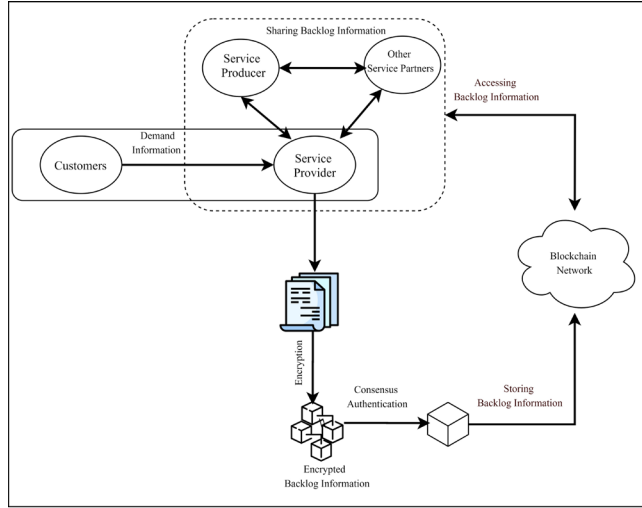 Sharing Backlog Information
Service
Producer
Other
Service Partners
Accessing
Backlog Information
Demand
Information
Customers
Service
Provider
Blockchain
Network
Encryption
Consensus
Authentication
Storing
Backlog Information
Encrypted
Backlog Information